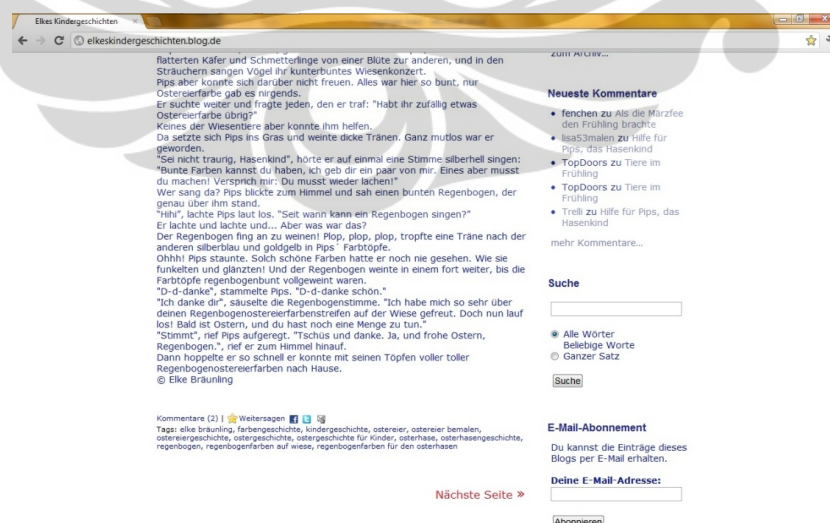 Elkes Kindergeschichten
elkeskindergeschichten.blog.de
flatterten Käfer und Schmetterlinge von einer Blüte zur anderen, und in den
Sträuchern sangen Vögel ihr kunterbuntes Wiesenkonzert.
Pips aber konnte sich darüber nicht freuen. Alles war hier so bunt, nur
Ostereierfarbe gab es nirgends.
Er suchte weiter und fragte jeden, den er traf: "Habt ihr zufällig etwas
Ostereierfarbe übrig?"
Keines der Wiesentiere aber konnte ihm helfen.
Da setzte sich Pips ins Gras und weinte dicke Tränen. Ganz mutlos war er
geworden.
"Sei nicht traurig, Hasenkind", hörte er auf einmal eine Stimme silberhell singen:
"Bunte Farben kannst du haben, ich geb dir ein paar von mir. Eines aber musst
du machen! Versprich mir: Du musst wieder lachen!"
Wer sang da? Pips blickte zum Himmel und sah einen bunten Regenbogen, der
genau über ihm stand.
"Hihi", lachte Pips laut los. "Seit wann kann ein Regenbogen singen?"
Er lachte und lachte und... Aber was war das?
Der Regenbogen fing an zu weinen! Plop, plop, plop, tropfte eine Träne nach der
anderen silberblau und goldgelb in Pips´ Farbtöpfe.
Ohhh! Pips staunte. Solch schöne Farben hatte er noch nie gesehen. Wie sie
funkelten und glänzten! Und der Regenbogen weinte in einem fort weiter, bis die
Farbtöpfe regenbogenbunt vollgeweint waren.
"D-d-danke", stammelte Pips. "D-d-danke schön."
"Ich danke dir", säuselte die Regenbogenstimme. "Ich habe mich so sehr über
deinen Regenbogenostereierfarbenstreifen auf der Wiese gefreut. Doch nun lauf
los! Bald ist Ostern, und du hast noch eine Menge zu tun."
"Stimmt", rief Pips aufgeregt. "Tschüs und danke. Ja, und frohe Ostern,
Regenbogen.", rief er zum Himmel hinauf.
Dann hoppelte er so schnell er konnte mit seinen Töpfen voller toller
Regenbogenostereierfarben nach Hause.
© Elke Bräunling
Kommentare (2) | Weitersagen
Tags: elke bräunling, farbengeschichte, kindergeschichte, ostereier, ostereier bemalen,
ostereiergeschichte, ostergeschichte, ostergeschichte für Kinder, osterhase, osterhasengeschichte,
regenbogen, regenbogenfarben auf wiese, regenbogenfarben für den osterhasen
Nächste Seite »
zum Archiv...
Neueste Kommentare
fenchen zu Als die Märzfee
den Frühling brachte
lisa53malen zu Hilfe für
Pips, das Hasenkind
TopDoors zu Tiere im
Frühling
TopDoors zu Tiere im
Frühling
Trelli zu Hilfe für Pips, das
Hasenkind
mehr Kommentare...
Suche
Alle Wörter
Beliebige Worte
Ganzer Satz
Suche
E-Mail-Abonnement
Du kannst die Einträge dieses
Blogs per E-Mail erhalten.
Deine E-Mail-Adresse:
Abonnieren